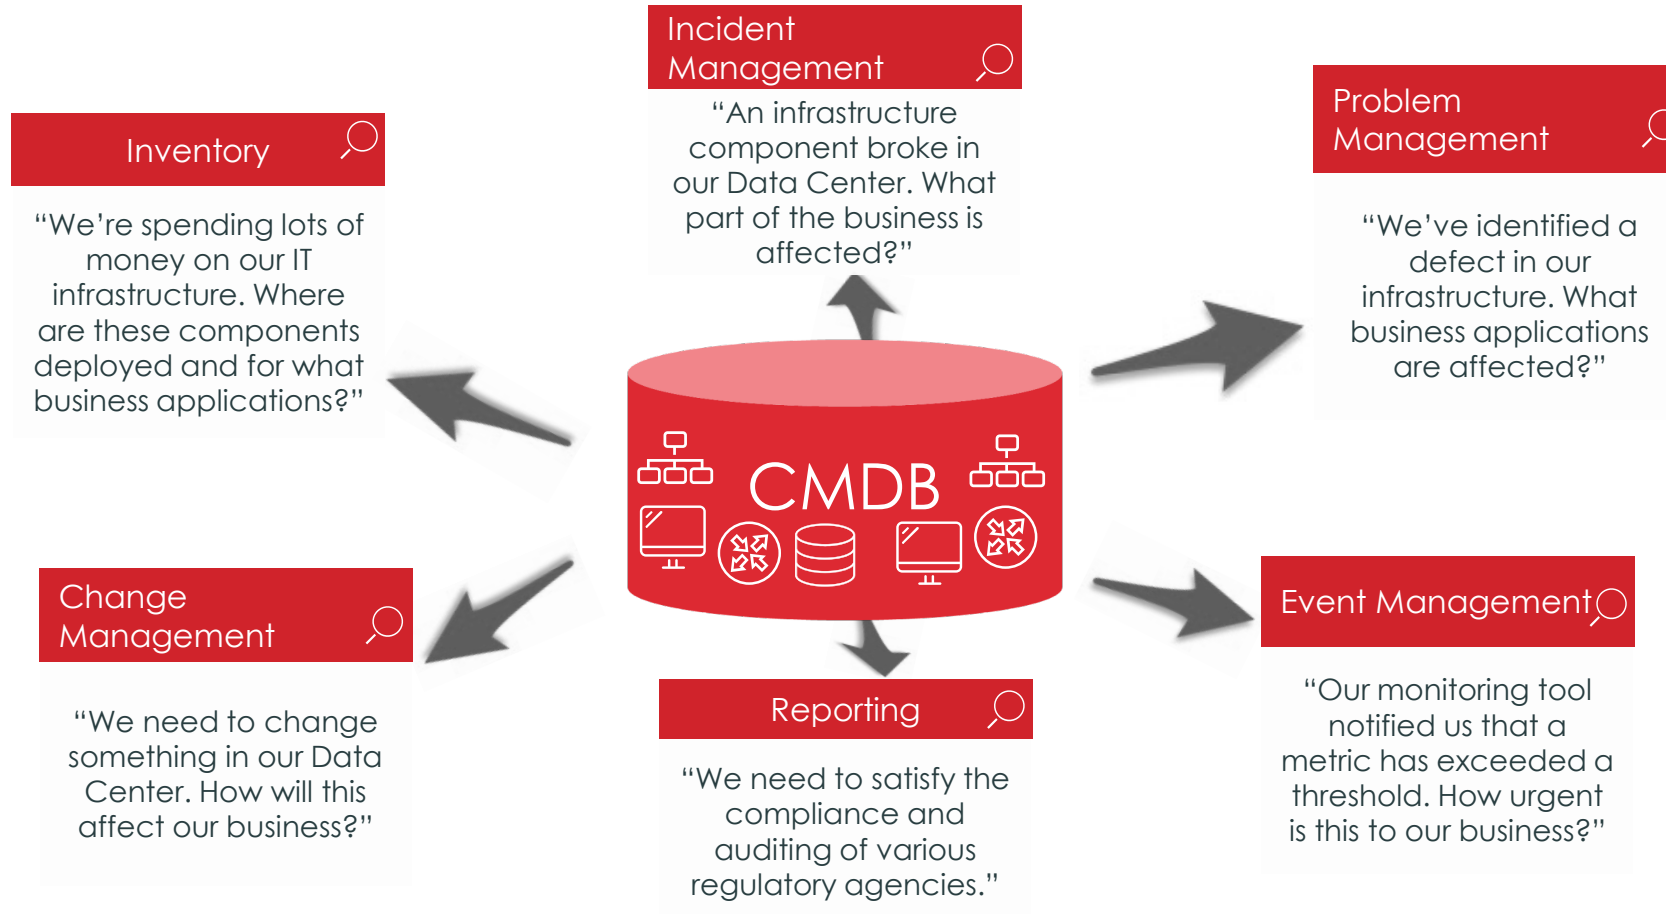 Incident
Management
“An infrastructure
component broke in
our Data Center. What
part of the business is
affected?”
Problem
Management
“We’ve identified a
defect in our
infrastructure. What
business applications
are affected?”
Inventory
“We’re spending lots of
money on our IT
infrastructure. Where
are these components
deployed and for what
business applications?”
CMDB
Change
Management
“We need to change
something in our Data
Center. How will this
affect our business?”
Reporting
“We need to satisfy the
compliance and
auditing of various
regulatory agencies.”
Event Management
“Our monitoring tool
notified us that a
metric has exceeded a
threshold. How urgent
is this to our business?”